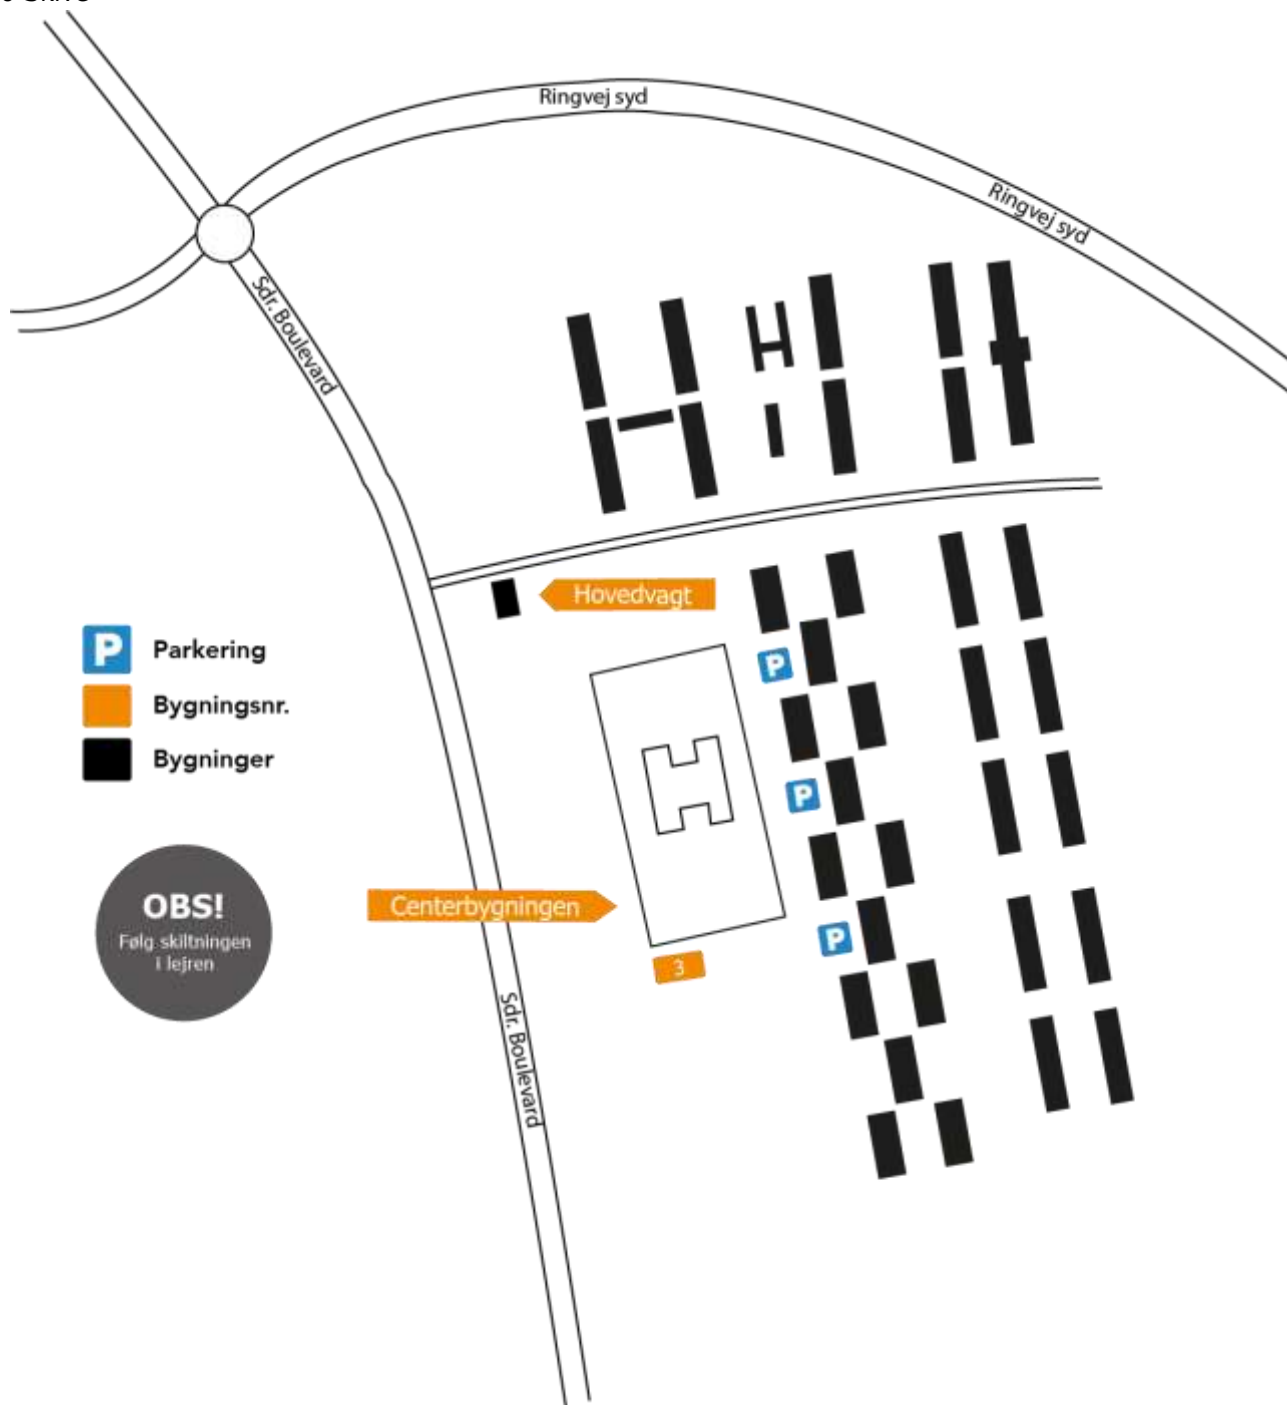 Ringvej syd
Ringvej syd
Sdr. Boulevard
Hovedvagt
P Parkering
Bygningsnr.
Bygninger
P
P
P
OBS!
Følg skiltningen
i lejren
Centerbygningen
3
Sdr. Boulevard